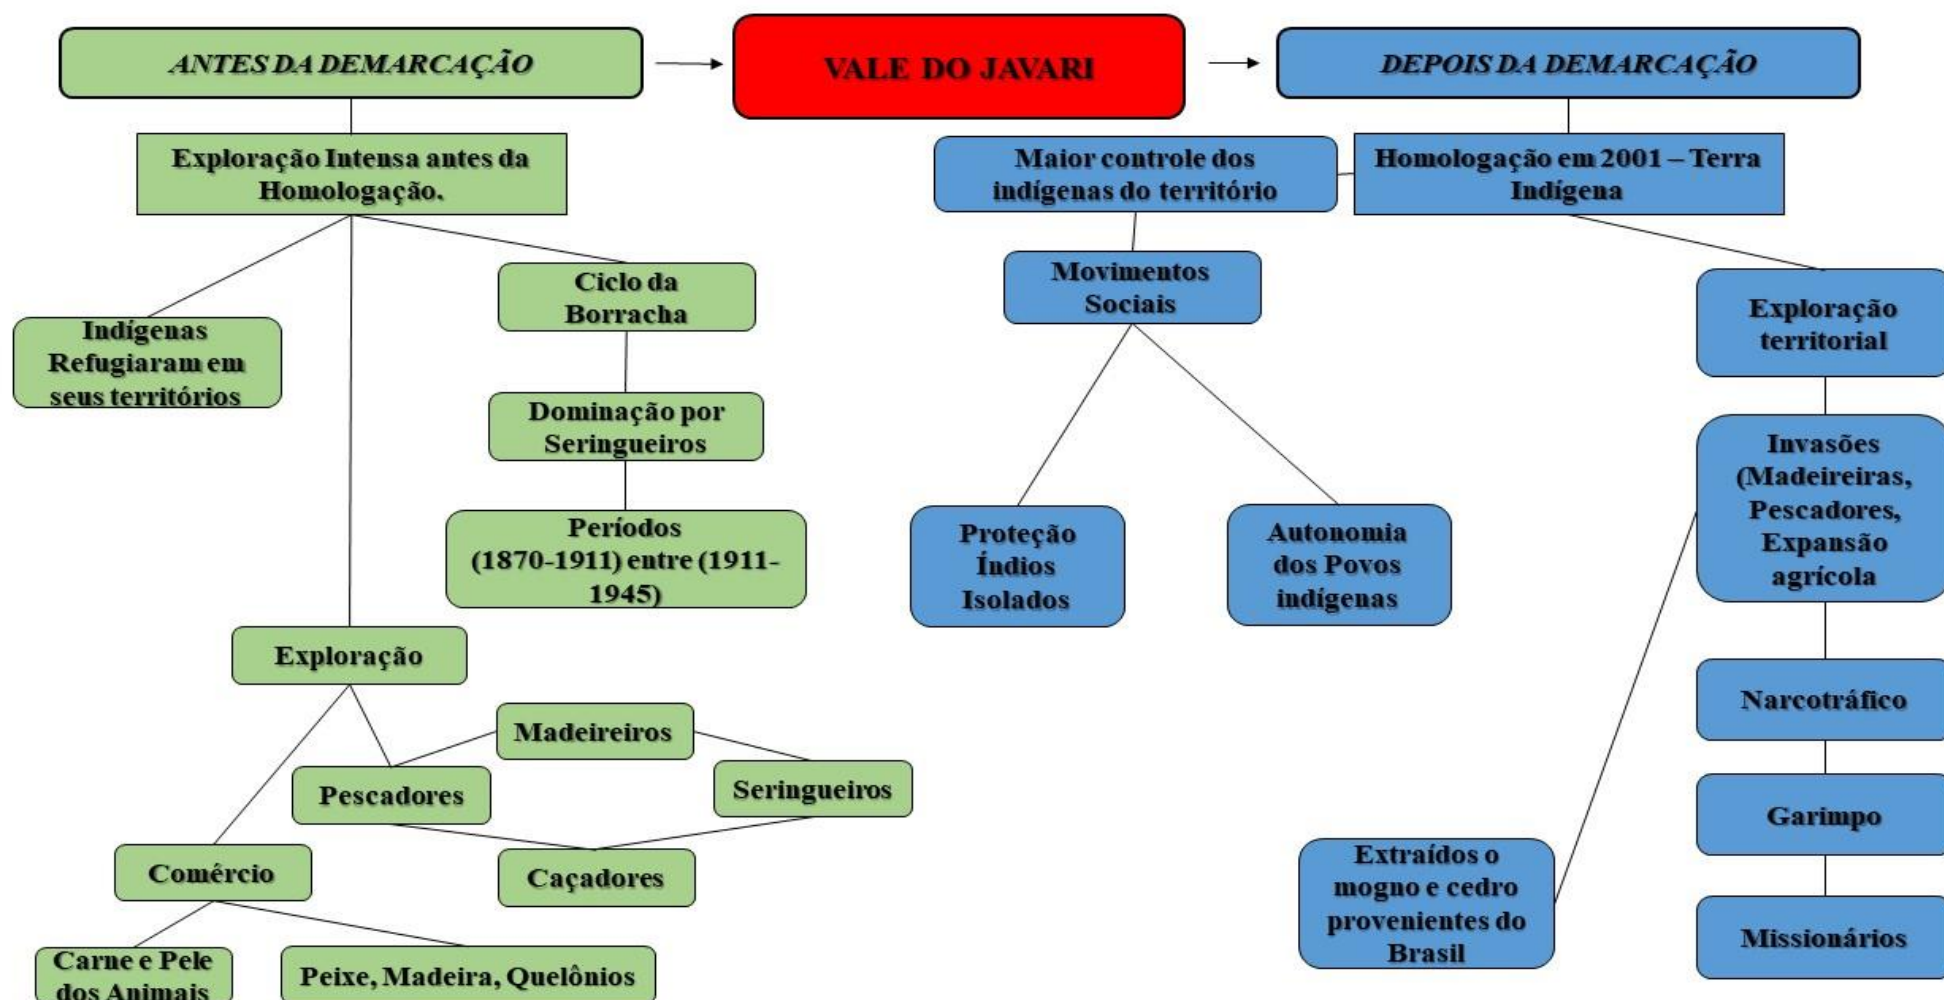 ANTES DA DEMARCAÇÃO
VALE DO JAVARI
DEPOIS DA DEMARCAÇÃO
Exploração Intensa antes da
Homologação.
Maior controle dos
indígenas do território
Homologação em 2001 – Terra
Indígena
Indígenas
Refugiaram em
seus territórios
Ciclo da
Borracha
Dominação por
Seringueiros
Períodos
(1870-1911) entre (1911-
1945)
Movimentos
Sociais
Proteção
Índios
Isolados
Autonomia
dos Povos
indígenas
Exploração
territorial
Invasões
(Madeireiras,
Pescadores,
Expansão
agrícola
Narcotráfico
Garimpo
Missionários
Extraídos o
mogno e cedro
provenientes do
Brasil
Exploração
Madeireiros
Pescadores
Seringueiros
Caçadores
Comércio
Carne e Pele
dos Animais
Peixe, Madeira, Quelônios